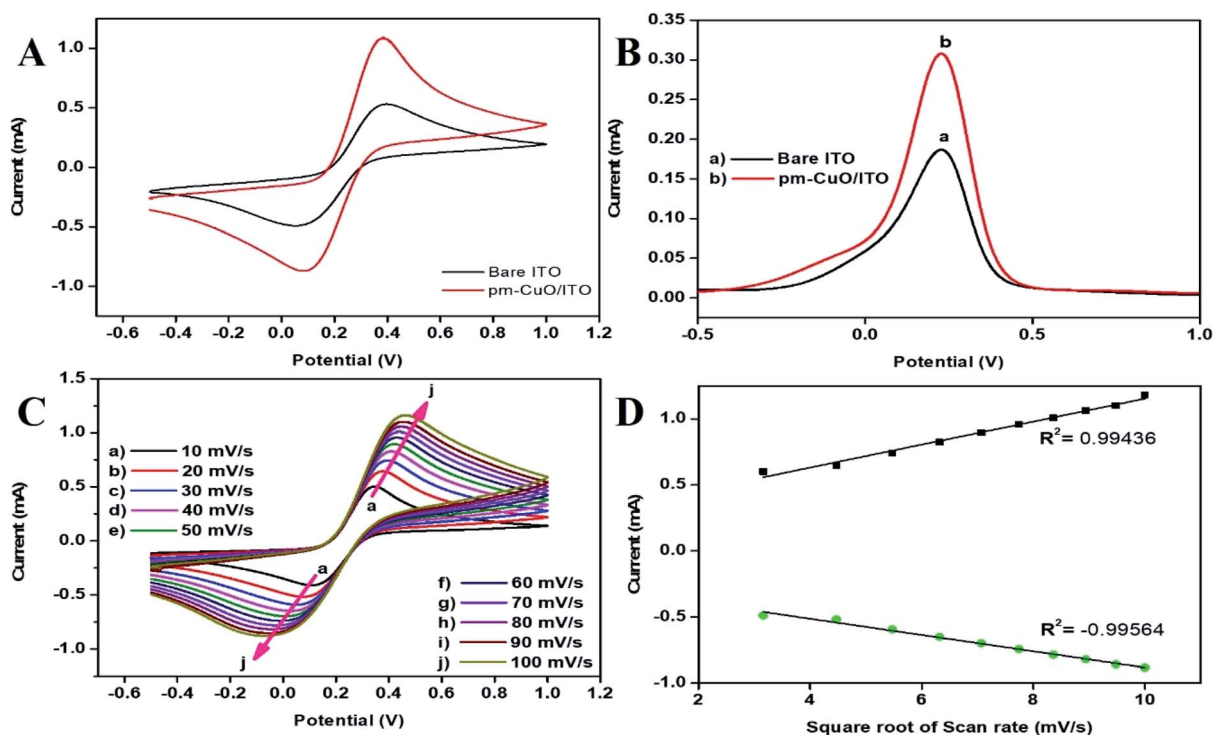 A
Current (mA)
1.0
0.5
0.0
-0.5
-1.0
Bare ITO
pm-CuO/ITO
-0.6 -0.4 -0.2 0.0 0.2 0.4 0.6 0.8 1.0 1.2
Potential (V)
B
Current (mA)
0.35
0.30
0.25
0.20
0.15
0.10
0.05
0.00
b
a
a) Bare ITO
b) pm-CuO/ITO
-0.5 0.0 0.5 1.0
Potential (V)
C
Current (mA)
1.5
1.0
0.5
0.0
-0.5
-1.0
j
a
a
j
a) 10 mV/s
b) 20 mV/s
c) 30 mV/s
d) 40 mV/s
e) 50 mV/s
f) 60 mV/s
g) 70 mV/s
h) 80 mV/s
i) 90 mV/s
j) 100 mV/s
-0.6 -0.4 -0.2 0.0 0.2 0.4 0.6 0.8 1.0 1.2
Potential (V)
D
Current (mA)
1.0
0.5
0.0
-0.5
-1.0
R²= 0.99436
R²= -0.99564
2 4 6 8 10
Square root of Scan rate (mV/s)